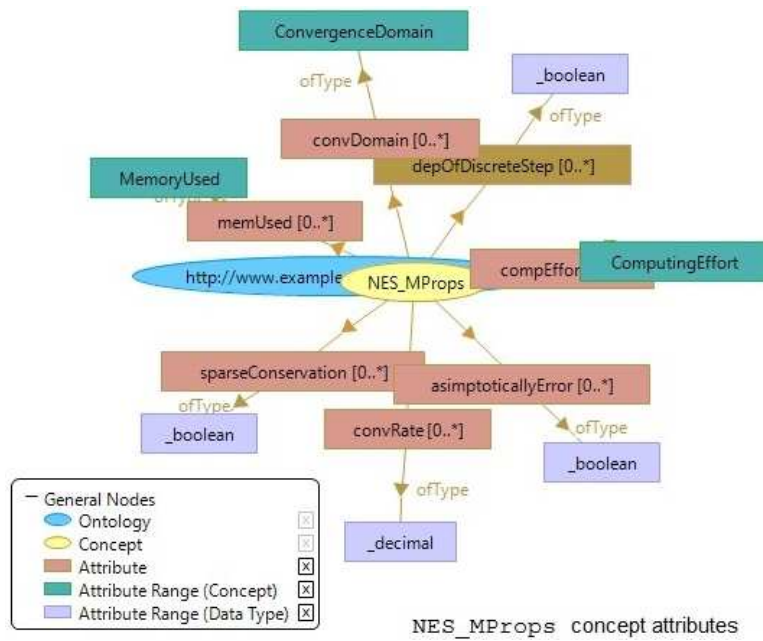 ConvergenceDomain
_boolean
ofType
ofType
convDomain [0..*]
depOfDiscreteStep [0..*]
MemoryUsed
memUsed [0..*]
ComputingEffort
http://www.example
NES_MProps
sparseConservation [0..*]
asimptoticallyError [0..*]
ofType
_boolean
convRate [0..*]
ofType
_boolean
ofType
_decimal
General Nodes
Ontology
Concept
Attribute
Attribute Range (Concept)
Attribute Range (Data Type)
NES_MProps concept attributes